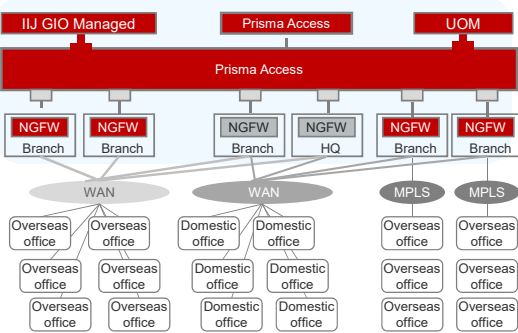 IIJ GIO Managed
Prisma Access
UOM
Prisma Access
NGFW
Branch
NGFW
Branch
NGFW
Branch
NGFW
HQ
NGFW
Branch
NGFW
Branch
WAN
WAN
MPLS
MPLS
Overseas
office
Overseas
office
Domestic
office
Domestic
office
Overseas
office
Overseas
office
Overseas
office
Overseas
office
Domestic
office
Domestic
office
Overseas
office
Overseas
office
Overseas
office
Overseas
office
Domestic
office
Domestic
office
Overseas
office
Overseas
office